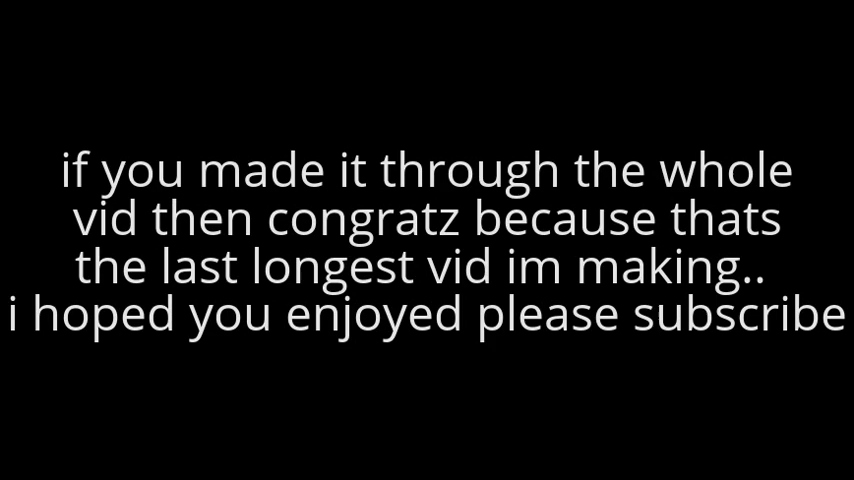 if you made it through the whole
vid then congratz because thats
the last longest vid im making..
i hoped you enjoyed please subscribe